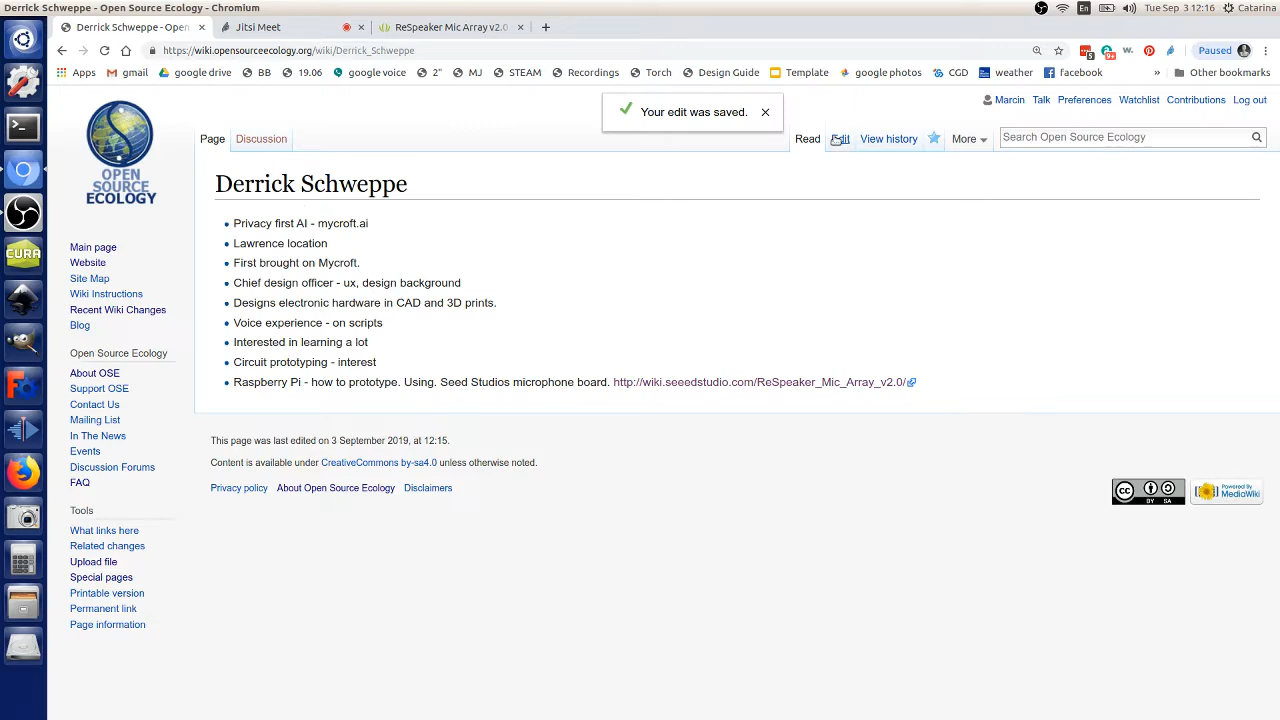 Derrick Schweppe - Open Source Ecology - Chromium
En
Tue Sep 3 12:16
Catarina
Derrick Schweppe - Open
Jitsi Meet
ReSpeaker Mic Array v2.0
https://wiki.opensourceecology.org/wiki/Derrick_Schweppe
Paused
Apps
gmail
google drive
BB
19.06
google voice
2"
MJ
STEAM
Recordings
Torch
Design Guide
Template
google photos
CGD
weather
facebook
»
Other bookmarks
Your edit was saved.
Marcin
Talk
Preferences
Watchlist
Contributions
Log out
Page
Discussion
Read
Edit
View history
More
Search Open Source Ecology
OPEN
SOURCE
ECOLOGY
Derrick Schweppe
Privacy first AI - mycroft.ai
Lawrence location
First brought on Mycroft.
Chief design officer - ux, design background
Designs electronic hardware in CAD and 3D prints.
Voice experience - on scripts
Interested in learning a lot
Circuit prototyping - interest
Raspberry Pi - how to prototype. Using. Seed Studios microphone board. http://wiki.seeedstudio.com/ReSpeaker_Mic_Array_v2.0/
This page was last edited on 3 September 2019, at 12:15.
Content is available under CreativeCommons by-sa4.0 unless otherwise noted.
Privacy policy
About Open Source Ecology
Disclaimers
Main page
Website
Site Map
Wiki Instructions
Recent Wiki Changes
Blog
Open Source Ecology
About OSE
Support OSE
Contact Us
Mailing List
In The News
Events
Discussion Forums
FAQ
Tools
What links here
Related changes
Upload file
Special pages
Printable version
Permanent link
Page information
CURA
cc
BY SA
Powered By
MediaWiki